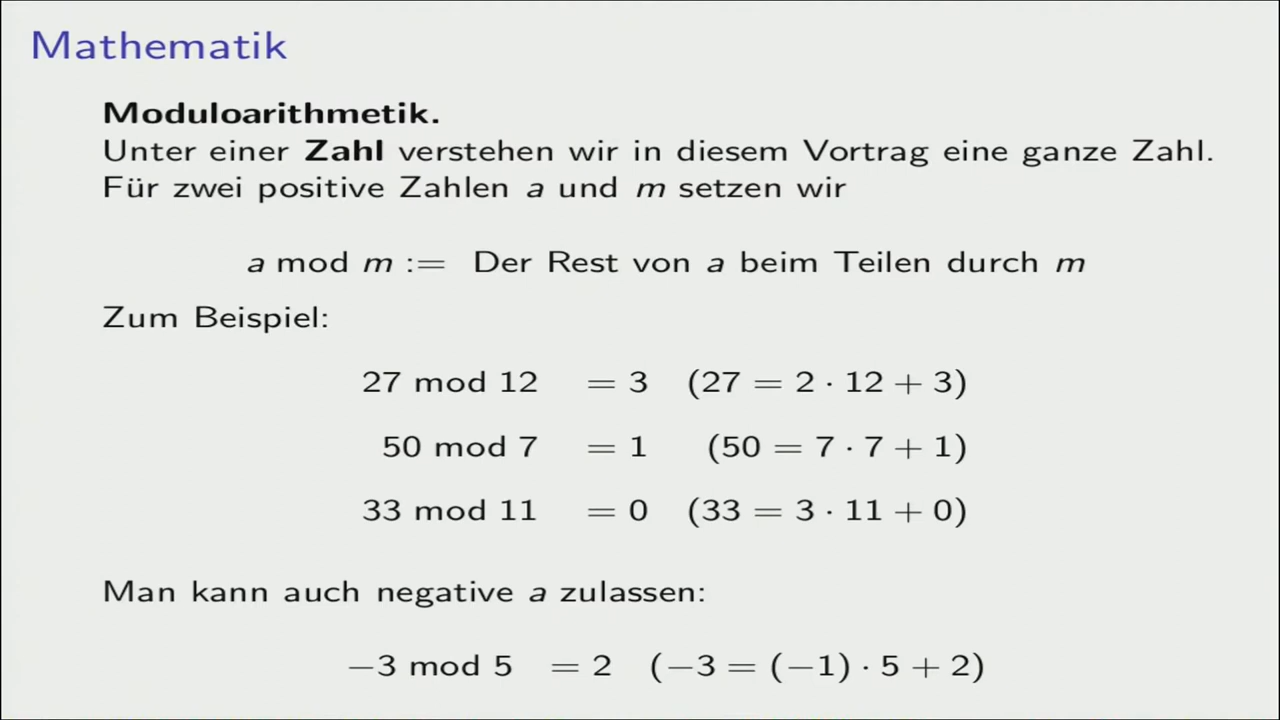 Mathematik
Moduloarithmetik.
Unter einer Zahl verstehen wir in diesem Vortrag eine ganze Zahl.
Für zwei positive Zahlen a und m setzen wir
a mod m := Der Rest von a beim Teilen durch m
Zum Beispiel:
27 mod 12 = 3 (27 = 2 · 12 + 3)
50 mod 7 = 1 (50 = 7 · 7 + 1)
33 mod 11 = 0 (33 = 3 · 11 + 0)
Man kann auch negative a zulassen:
−3 mod 5 = 2 (−3 = (−1) · 5 + 2)